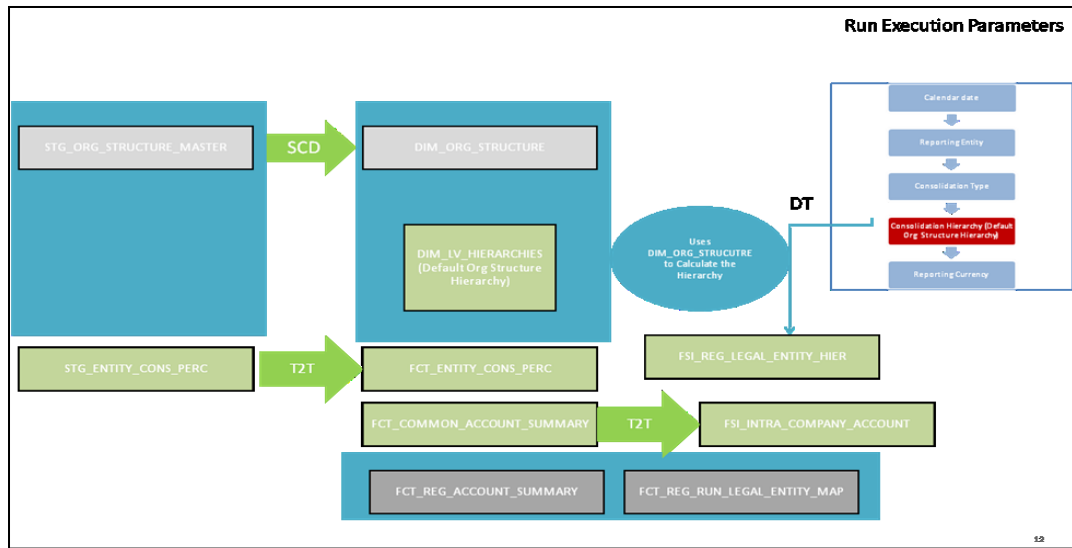 Run Execution Parameters
Calendar date
STG_ORG_STRUCTURE_MASTER
SCD
DIM_ORG_STRUCTURE
Reporting Entity
Consolidation Type
DT
Consolidation Hierarchy (Default
Org Structure Hierarchy)
Reporting Currency
DIM_LV_HIERARCHIES
(Default Org Structure
Hierarchy)
Uses
DIM_ORG_STRUCUTRE
to Calculate the
Hierarchy
FSI_REG_LEGAL_ENTITY_HIER
STG_ENTITY_CONS_PERC
T2T
FCT_ENTITY_CONS_PERC
FCT_COMMON_ACCOUNT_SUMMARY
T2T
FSI_INTRA_COMPANY_ACCOUNT
FCT_REG_ACCOUNT_SUMMARY
FCT_REG_RUN_LEGAL_ENTITY_MAP
12